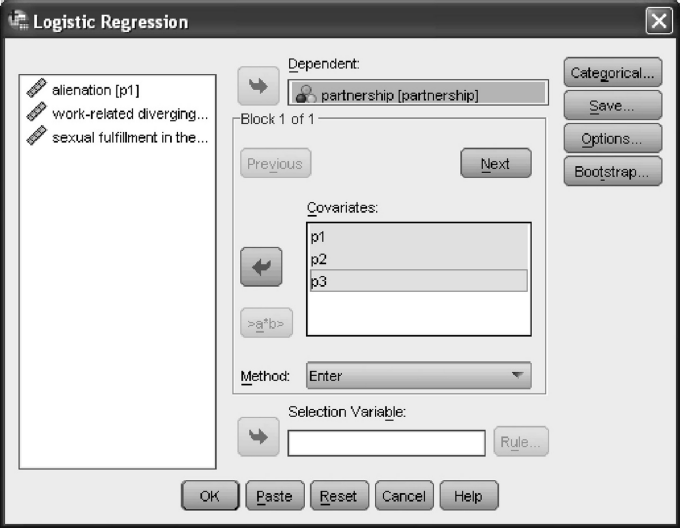 Logistic Regression
alienation [p1]
work-related diverging...
sexual fulfillment in the...
Dependent:
partnership [partnership]
Block 1 of 1
Previous
Next
Covariates:
p1
p2
p3
>a*b>
Method:
Enter
Selection Variable:
Rule...
Categorical...
Save...
Options...
Bootstrap...
OK
Paste
Reset
Cancel
Help